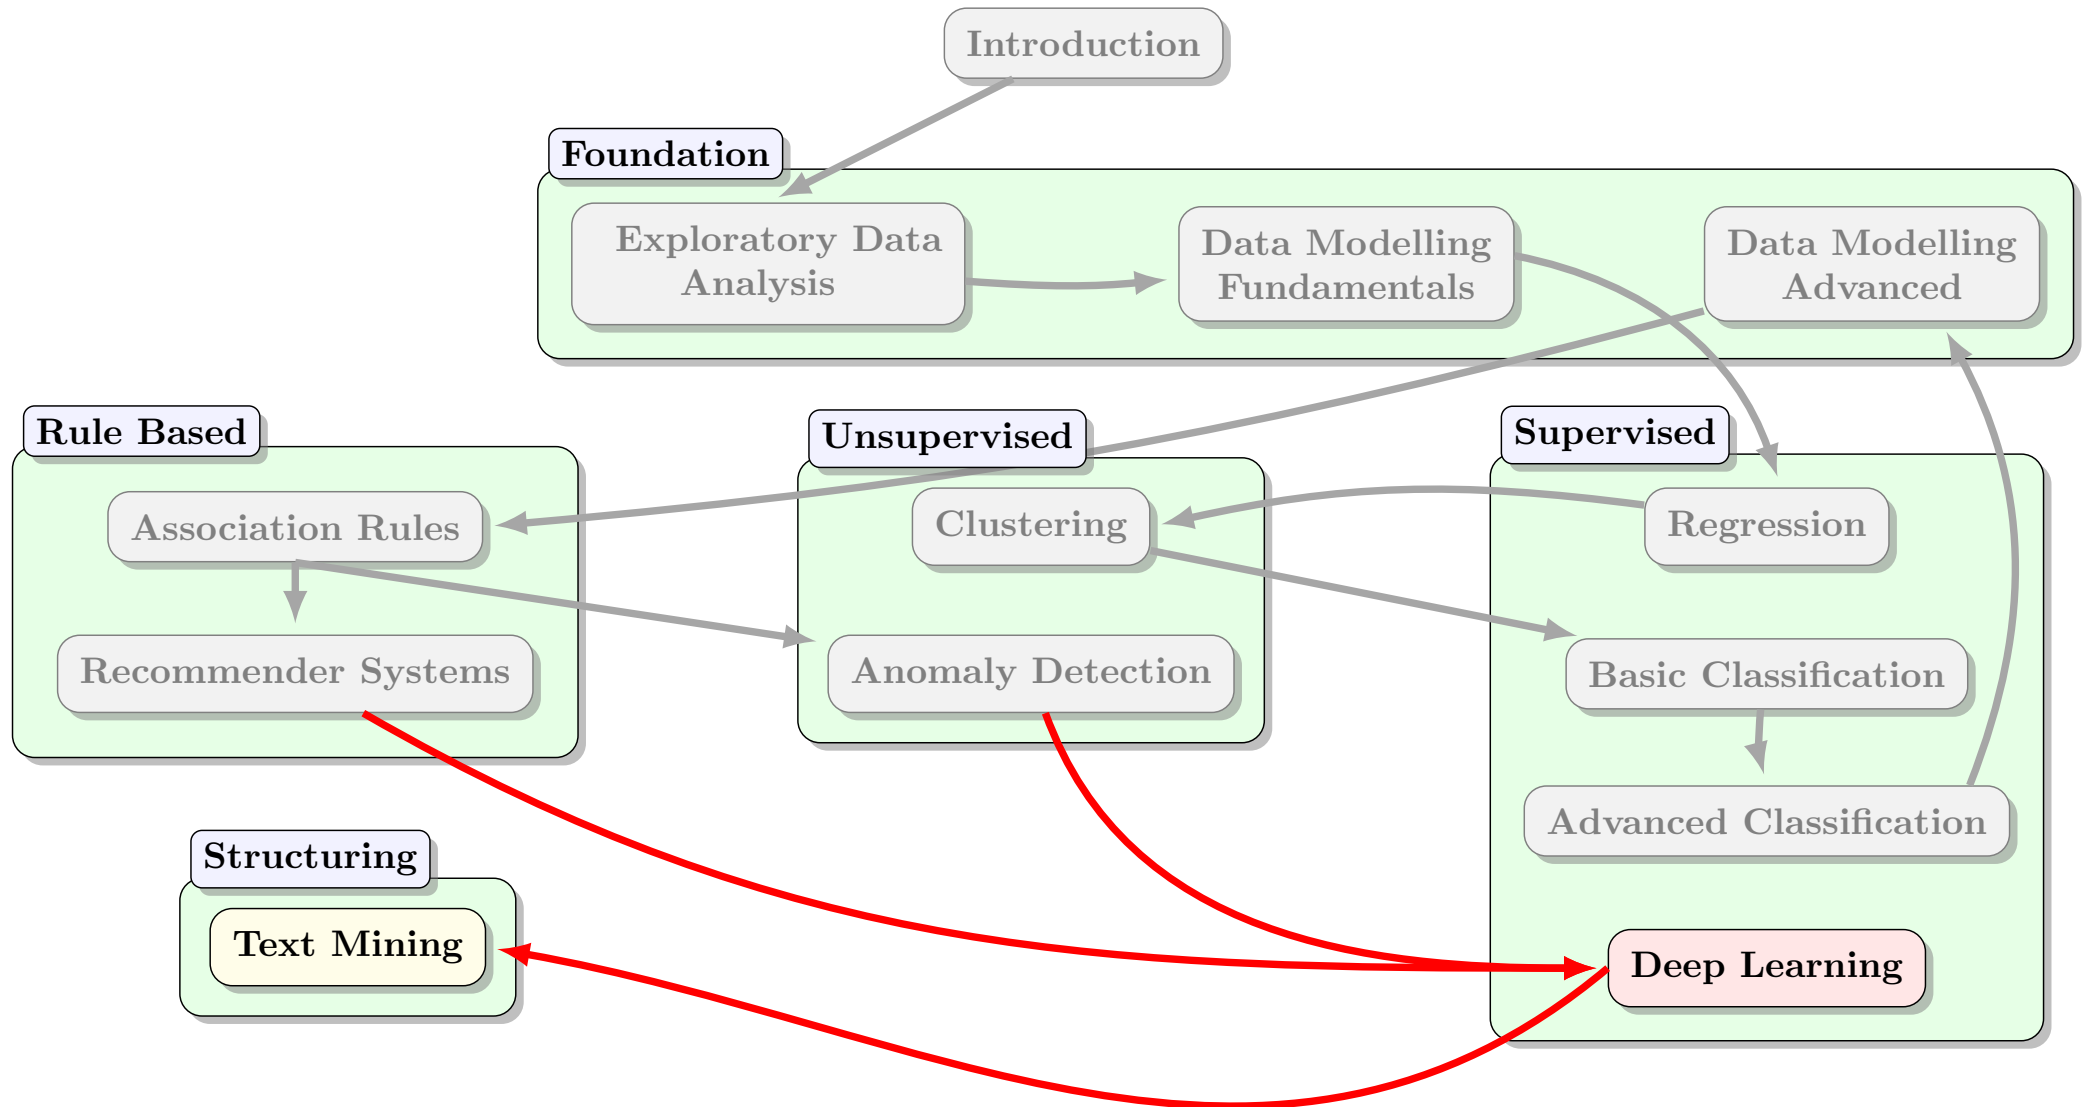 Introduction
Foundation
Exploratory Data
Analysis
Data Modelling
Fundamentals
Data Modelling
Advanced
Rule Based
Association Rules
Recommender Systems
Unsupervised
Clustering
Anomaly Detection
Supervised
Regression
Basic Classification
Advanced Classification
Deep Learning
Structuring
Text Mining